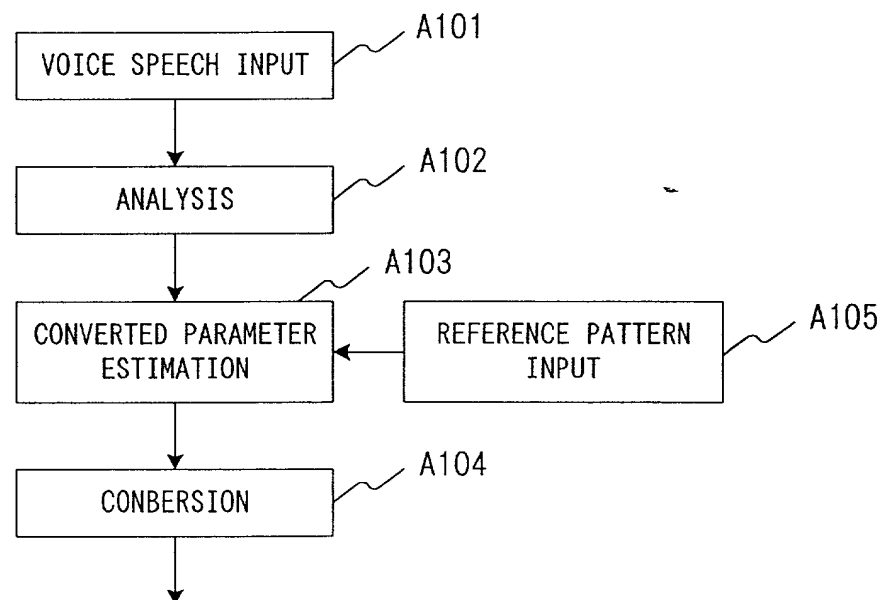 A101
VOICE SPEECH INPUT
A102
ANALYSIS
A103
CONVERTED PARAMETER
ESTIMATION
REFERENCE PATTERN
INPUT
A105
A104
CONBERSION